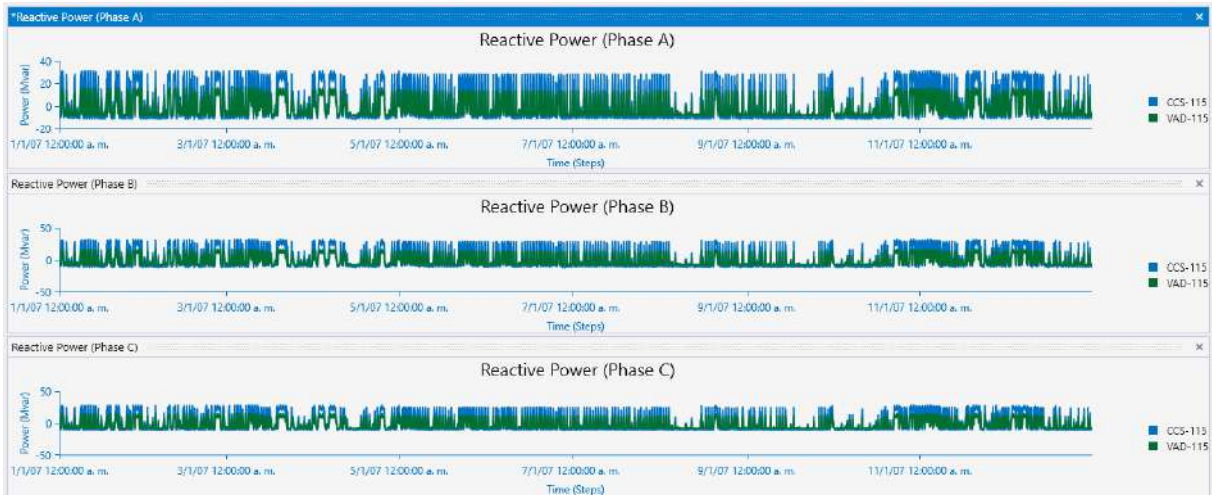 *Reactive Power (Phase A)
Reactive Power (Phase A)
Power (Mvar)
40
20
0
-20
1/1/07 12:00:00 a. m. 3/1/07 12:00:00 a. m. 5/1/07 12:00:00 a. m. 7/1/07 12:00:00 a. m. 9/1/07 12:00:00 a. m. 11/1/07 12:00:00 a. m.
Time (Steps)
CCS-115
VAD-115
Reactive Power (Phase B)
Reactive Power (Phase B)
Power (Mvar)
50
0
-50
1/1/07 12:00:00 a. m. 3/1/07 12:00:00 a. m. 5/1/07 12:00:00 a. m. 7/1/07 12:00:00 a. m. 9/1/07 12:00:00 a. m. 11/1/07 12:00:00 a. m.
Time (Steps)
CCS-115
VAD-115
Reactive Power (Phase C)
Reactive Power (Phase C)
Power (Mvar)
50
0
-50
1/1/07 12:00:00 a. m. 3/1/07 12:00:00 a. m. 5/1/07 12:00:00 a. m. 7/1/07 12:00:00 a. m. 9/1/07 12:00:00 a. m. 11/1/07 12:00:00 a. m.
Time (Steps)
CCS-115
VAD-115